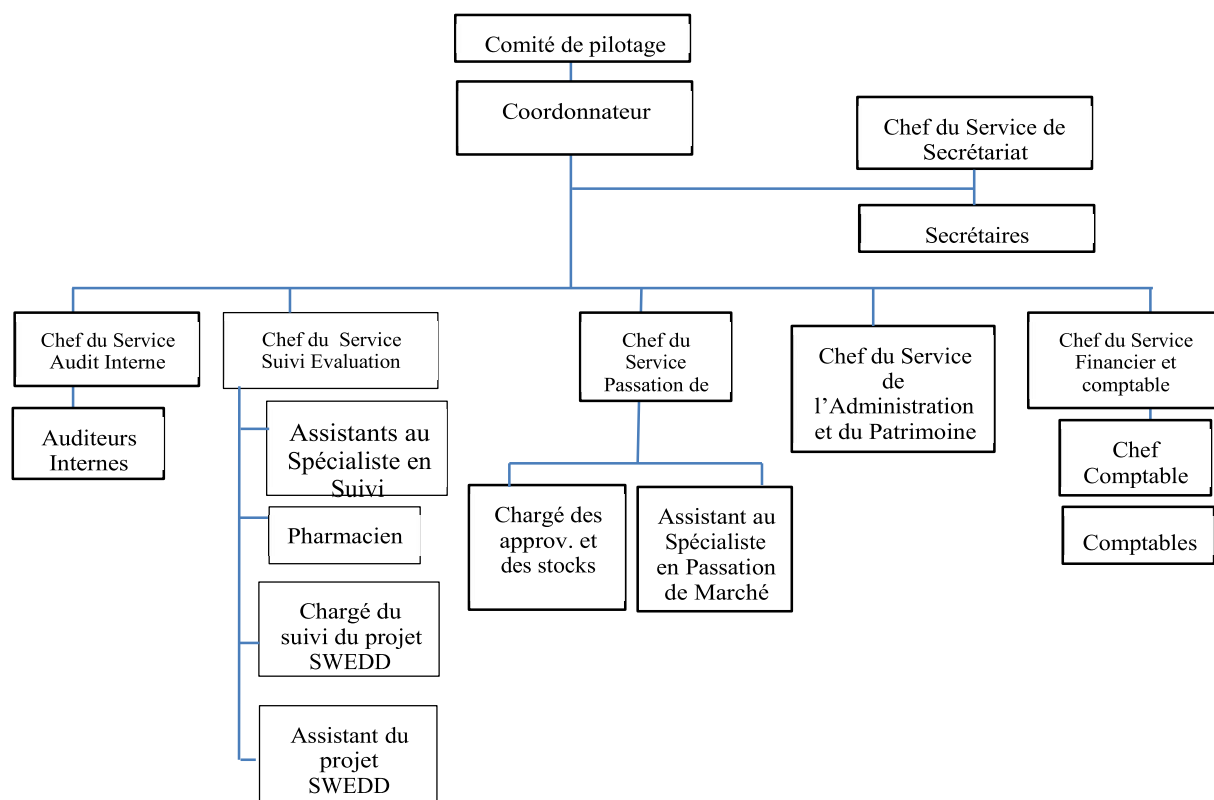 Comité de pilotage
Coordonnateur
Chef du Service de
Secrétariat
Secrétaires
Chef du Service
Audit Interne
Auditeurs
Internes
Chef du Service
Suivi Evaluation
Assistants au
Spécialiste en
Suivi
Pharmacien
Chargé du
suivi du projet
SWEDD
Assistant du
projet
SWEDD
Chef du
Service
Passation de
Chargé des
approv. et
des stocks
Assistant au
Spécialiste
en Passation
de Marché
Chef du Service
de
l’Administration
et du Patrimoine
Chef du Service
Financier et
comptable
Chef
Comptable
Comptables